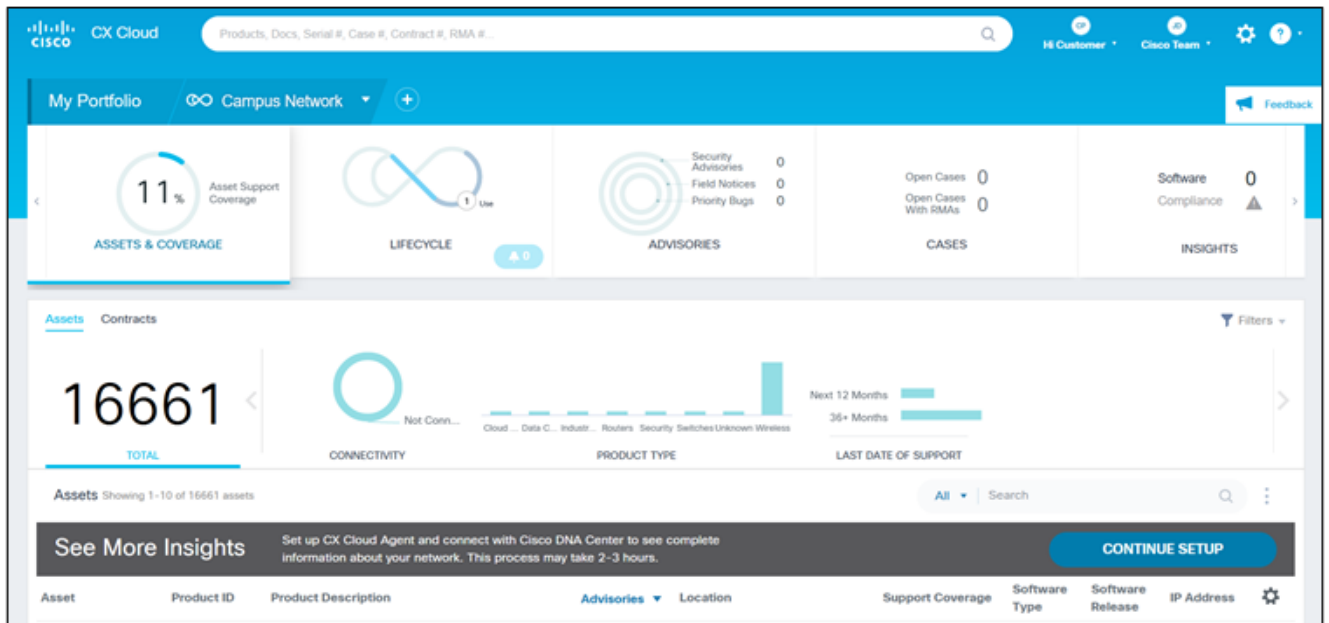 CISCO
CX Cloud
Products, Docs, Serial #, Case #, Contract #, RMA #...
CP
Hi Customer
JD
Cisco Team
?
My Portfolio
Campus Network
Feedback
11 %
Asset Support
Coverage
ASSETS & COVERAGE
1 Use
LIFECYCLE
0
Security
Advisories 0
Field Notices 0
Priority Bugs 0
ADVISORIES
Open Cases 0
Open Cases
With RMAs 0
CASES
Software 0
Compliance
INSIGHTS
Assets Contracts
Filters
16661
TOTAL
Not Conn...
CONNECTIVITY
Cloud ... Data C... Industr... Routers Security Switches Unknown Wireless
PRODUCT TYPE
Next 12 Months
36+ Months
LAST DATE OF SUPPORT
Assets Showing 1-10 of 16661 assets
All Search
See More Insights
Set up CX Cloud Agent and connect with Cisco DNA Center to see complete
information about your network. This process may take 2-3 hours.
CONTINUE SETUP
Asset Product ID Product Description Advisories Location Support Coverage Software Type Software Release IP Address